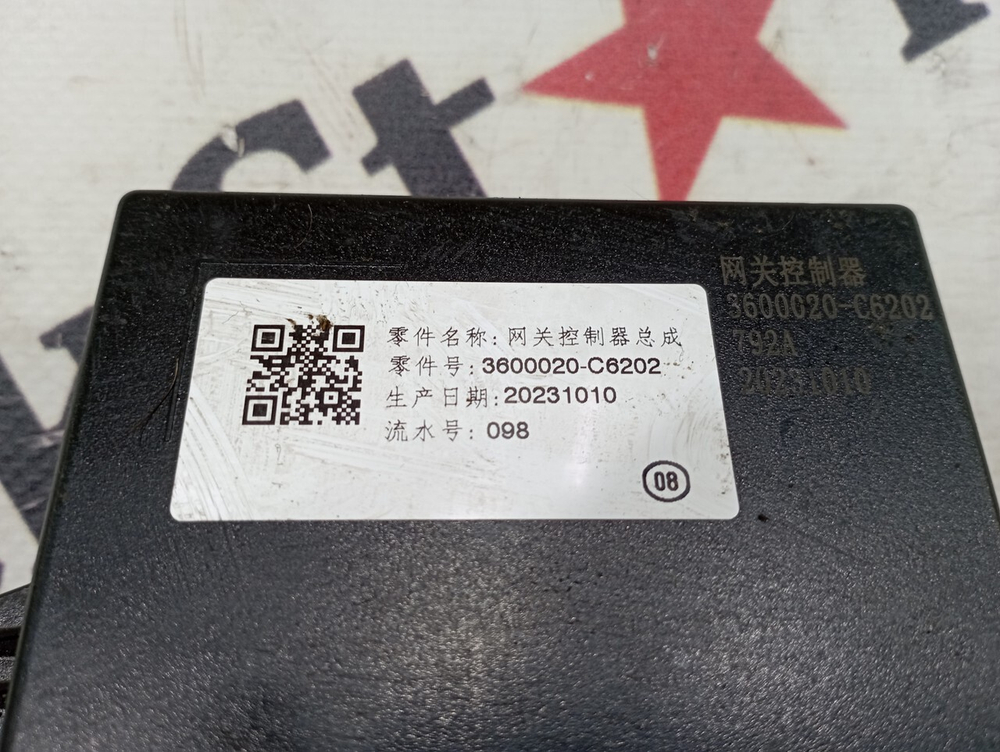 零件名称: 网关控制器总成
零件号: 3600020-C6202
生产日期: 20231010
流水号: 098
08
网关控制器
3600020-C6202
792A
20231010